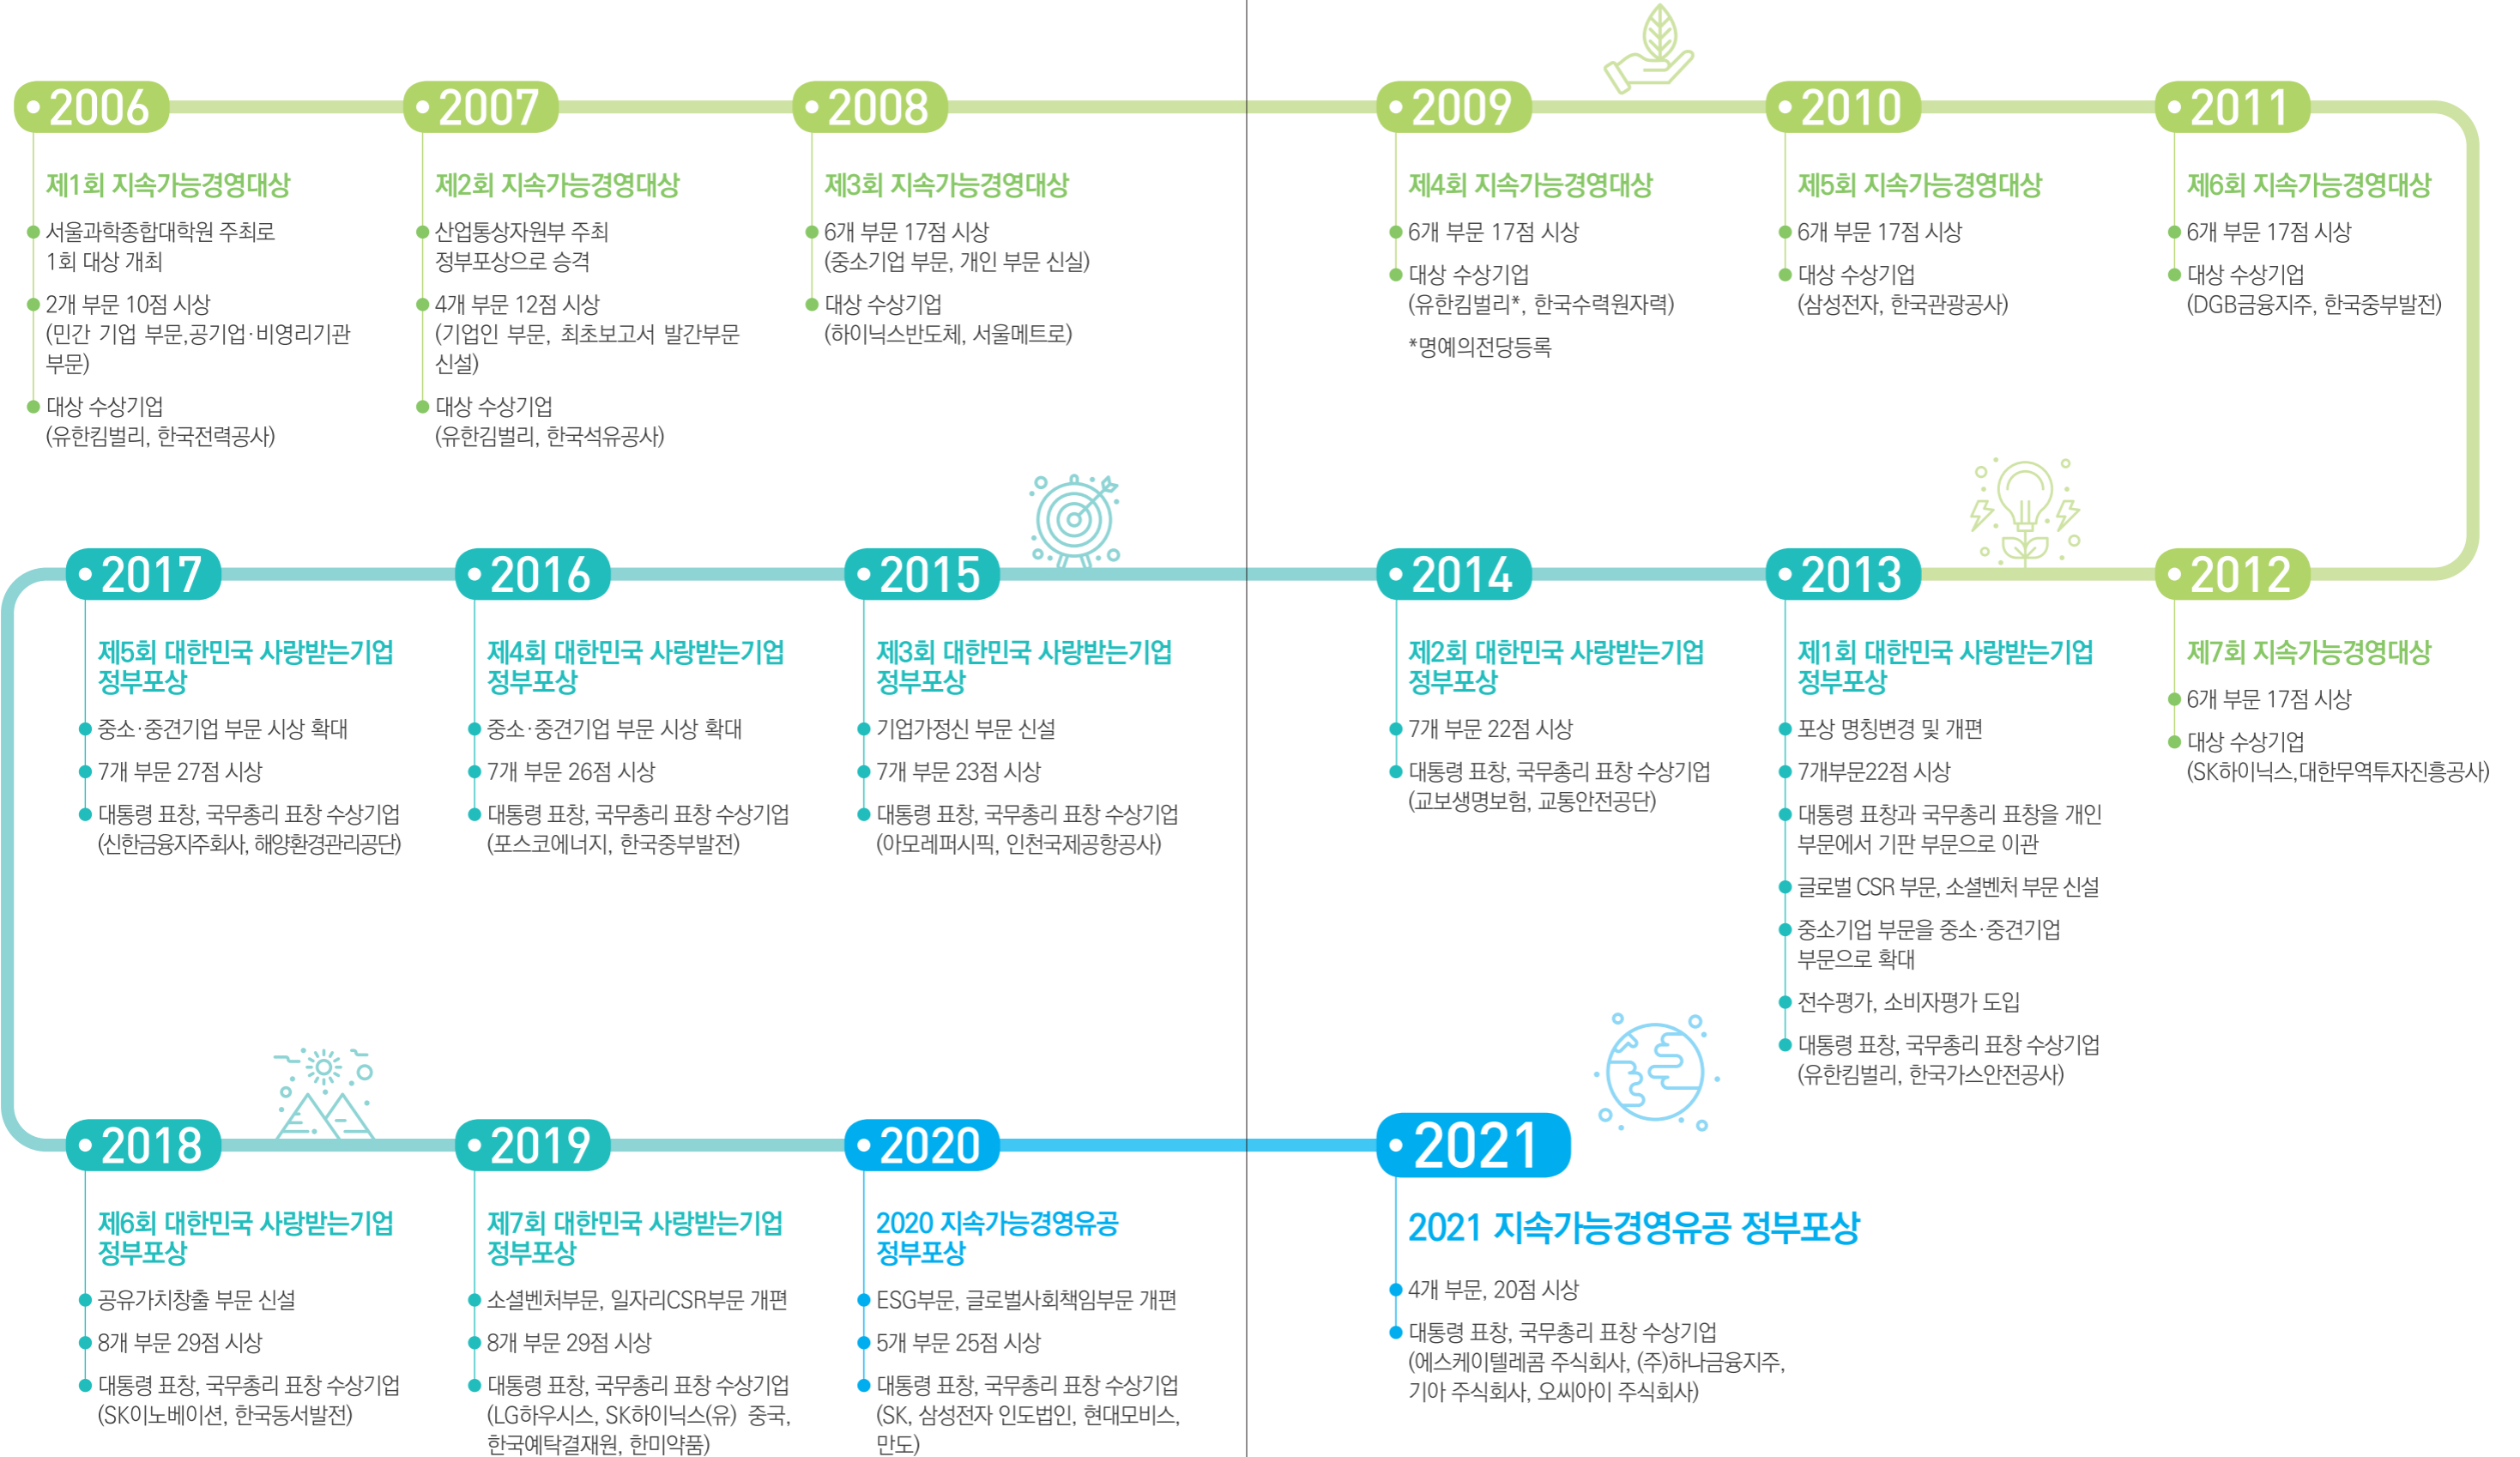 2006
제1회 지속가능경영대상
서울과학종합대학원 주최로
1회 대상 개최
2개 부문 10점 시상
(민간 기업 부문,공기업·비영리기관
부문)
대상 수상기업
(유한킴벌리, 한국전력공사)
2007
제2회 지속가능경영대상
산업통상자원부 주최
정부포상으로 승격
4개 부문 12점 시상
(기업인 부문, 최초보고서 발간부문
신설)
대상 수상기업
(유한김벌리, 한국석유공사)
2008
제3회 지속가능경영대상
6개 부문 17점 시상
(중소기업 부문, 개인 부문 신실)
대상 수상기업
(하이닉스반도체, 서울메트로)
2009
제4회 지속가능경영대상
6개 부문 17점 시상
대상 수상기업
(유한킴벌리*, 한국수력원자력)
*명예의전당등록
2010
제5회 지속가능경영대상
6개 부문 17점 시상
대상 수상기업
(삼성전자, 한국관광공사)
2011
제6회 지속가능경영대상
6개 부문 17점 시상
대상 수상기업
(DGB금융지주, 한국중부발전)
2012
제7회 지속가능경영대상
6개 부문 17점 시상
대상 수상기업
(SK하이닉스,대한무역투자진흥공사)
2013
제1회 대한민국 사랑받는기업
정부포상
포상 명칭변경 및 개편
7개부문22점 시상
대통령 표창과 국무총리 표창을 개인
부문에서 기판 부문으로 이관
글로벌 CSR 부문, 소셜벤처 부문 신설
중소기업 부문을 중소·중견기업
부문으로 확대
전수평가, 소비자평가 도입
대통령 표창, 국무총리 표창 수상기업
(유한킴벌리, 한국가스안전공사)
2014
제2회 대한민국 사랑받는기업
정부포상
7개 부문 22점 시상
대통령 표창, 국무총리 표창 수상기업
(교보생명보험, 교통안전공단)
2015
제3회 대한민국 사랑받는기업
정부포상
기업가정신 부문 신설
7개 부문 23점 시상
대통령 표창, 국무총리 표창 수상기업
(아모레퍼시픽, 인천국제공항공사)
2016
제4회 대한민국 사랑받는기업
정부포상
중소·중견기업 부문 시상 확대
7개 부문 26점 시상
대통령 표창, 국무총리 표창 수상기업
(포스코에너지, 한국중부발전)
2017
제5회 대한민국 사랑받는기업
정부포상
중소·중견기업 부문 시상 확대
7개 부문 27점 시상
대통령 표창, 국무총리 표창 수상기업
(신한금융지주회사, 해양환경관리공단)
2018
제6회 대한민국 사랑받는기업
정부포상
공유가치창출 부문 신설
8개 부문 29점 시상
대통령 표창, 국무총리 표창 수상기업
(SK이노베이션, 한국동서발전)
2019
제7회 대한민국 사랑받는기업
정부포상
소셜벤처부문, 일자리CSR부문 개편
8개 부문 29점 시상
대통령 표창, 국무총리 표창 수상기업
(LG하우시스, SK하이닉스(유) 중국,
한국예탁결재원, 한미약품)
2020
2020 지속가능경영유공
정부포상
ESG부문, 글로벌사회책임부문 개편
5개 부문 25점 시상
대통령 표창, 국무총리 표창 수상기업
(SK, 삼성전자 인도법인, 현대모비스,
만도)
2021
2021 지속가능경영유공 정부포상
4개 부문, 20점 시상
대통령 표창, 국무총리 표창 수상기업
(에스케이텔레콤 주식회사, (주)하나금융지주,
기아 주식회사, 오씨아이 주식회사)